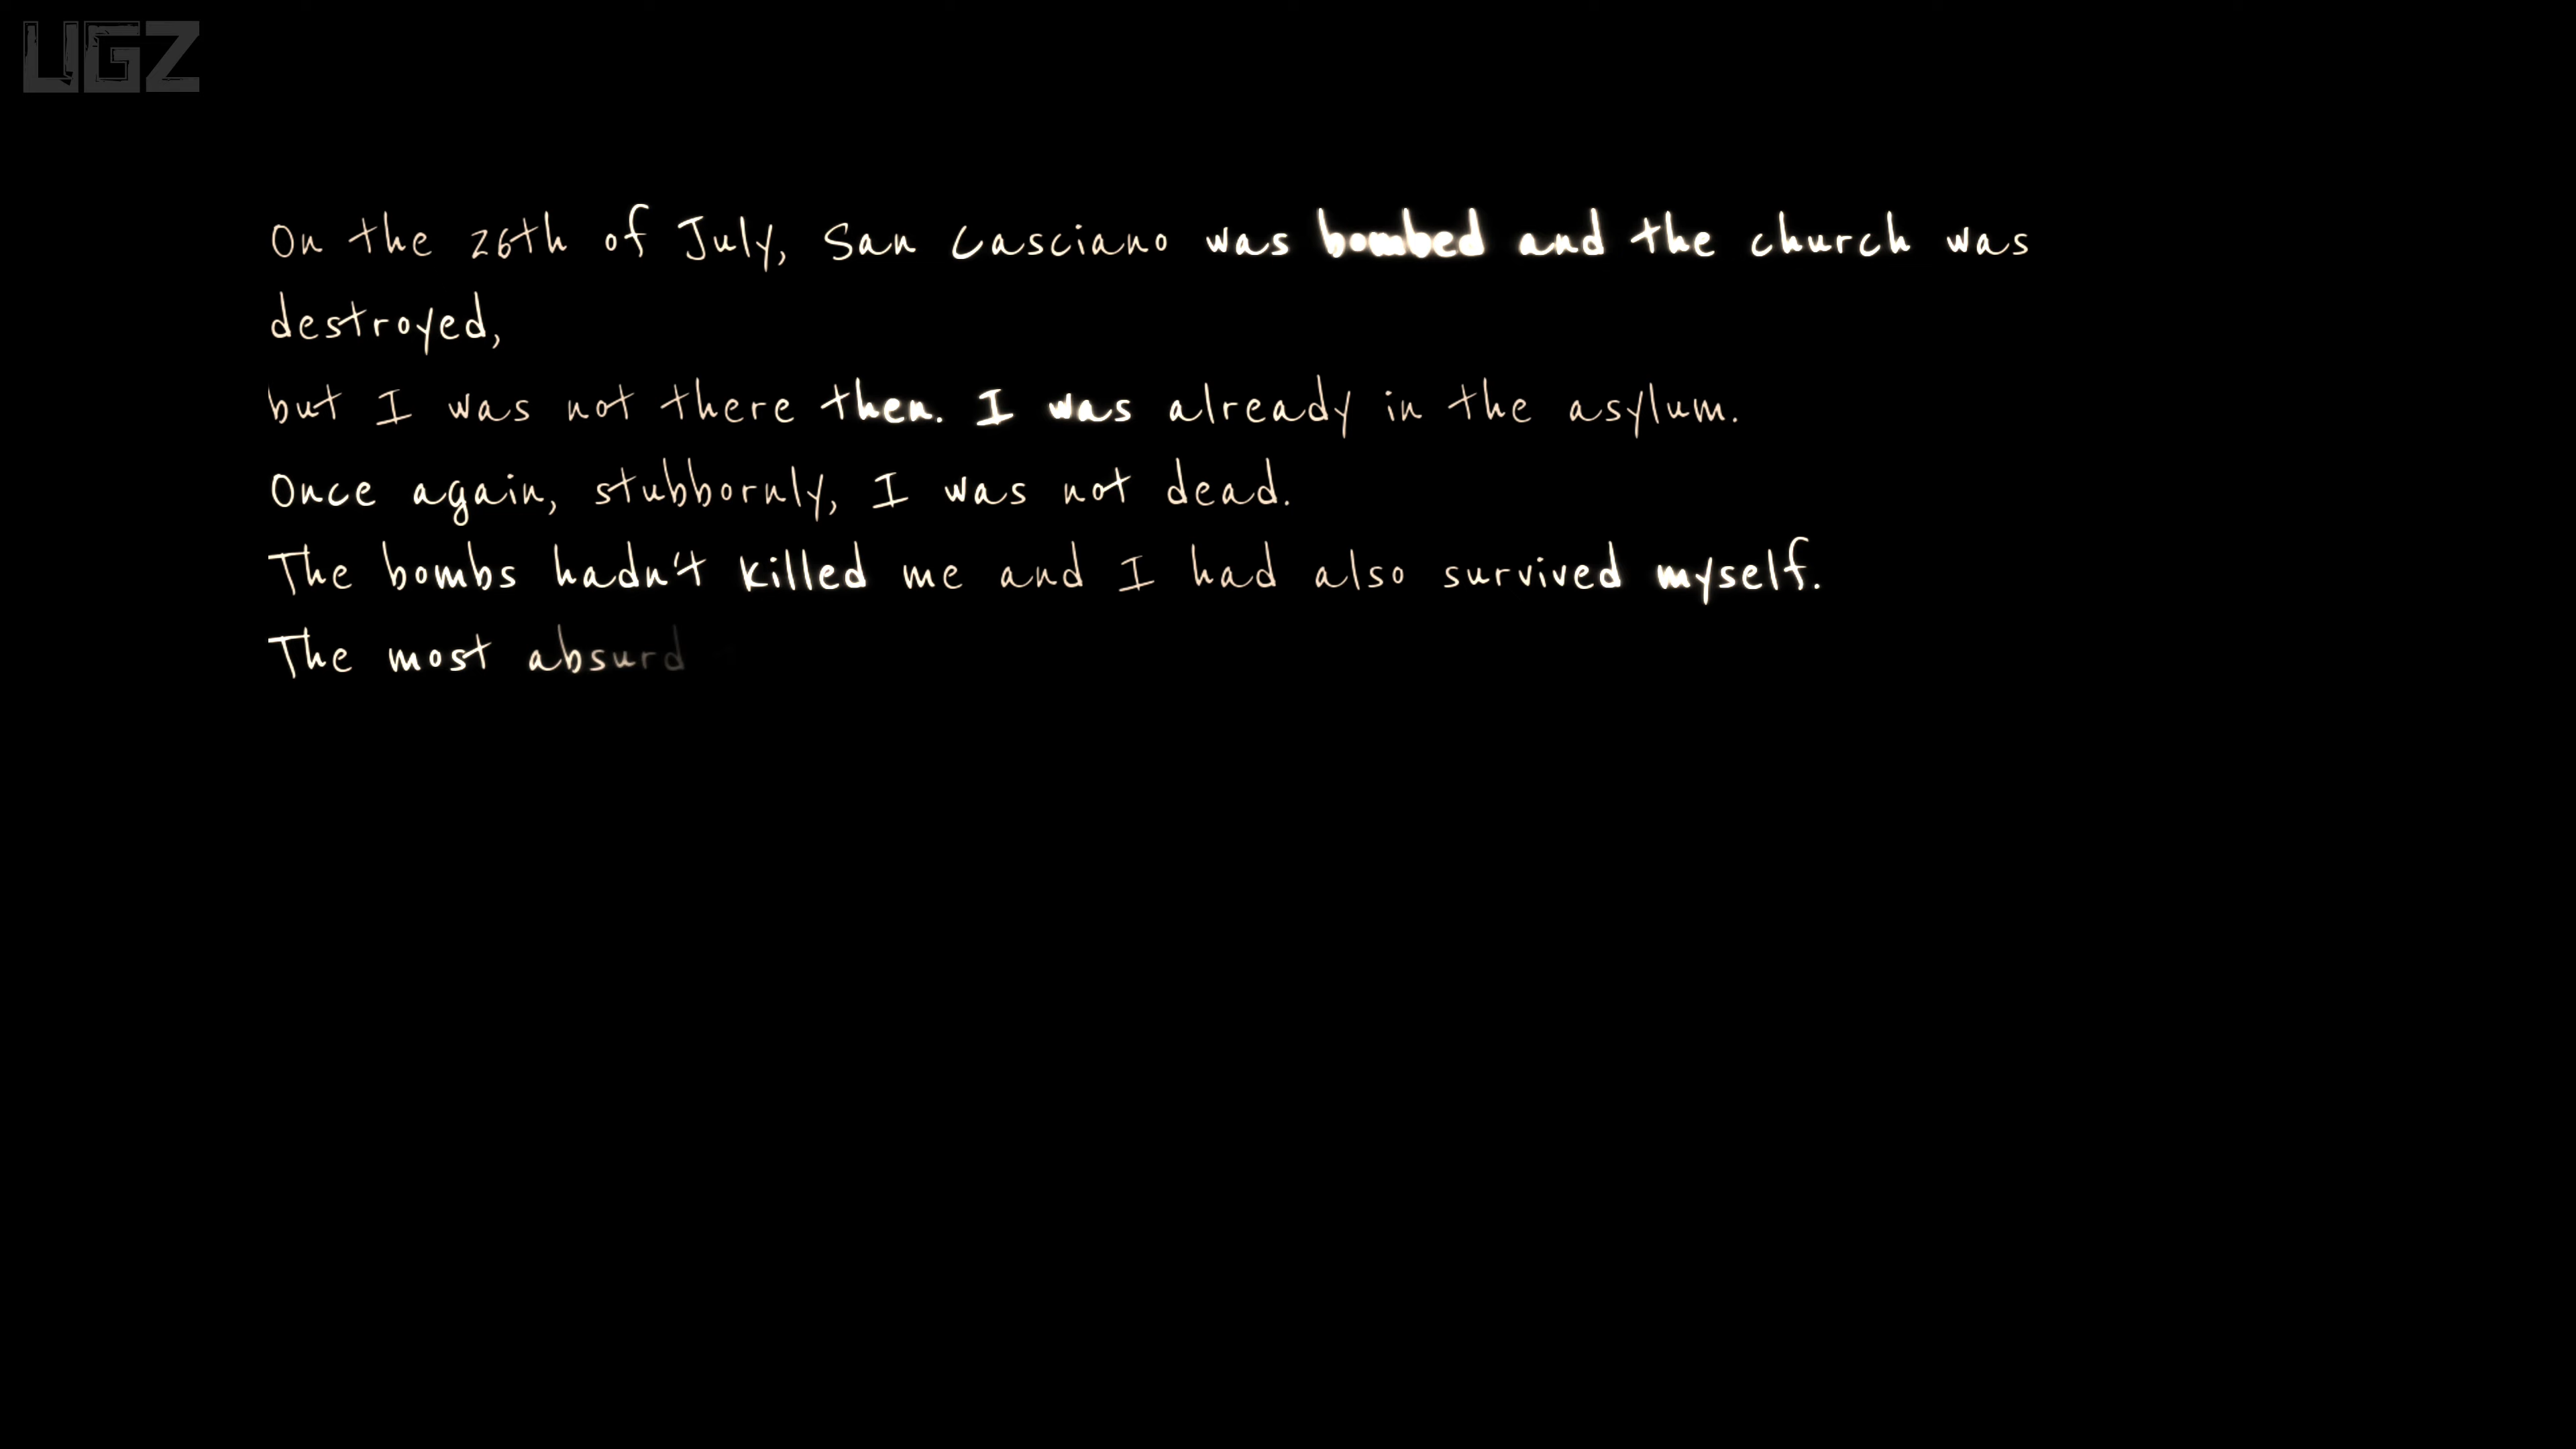 UGZ
On the 26th of July, San Casciano was bombed and the church was
destroyed,
but I was not there then. I was already in the asylum.
Once again, stubbornly, I was not dead.
The bombs hadn't killed me and I had also survived myself.
The most absurd